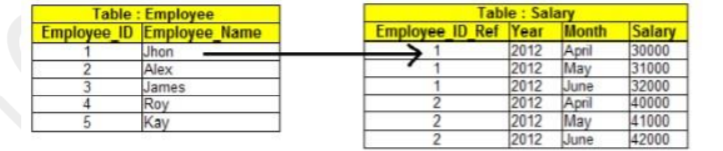 Table : Employee
Employee_ID Employee_Name
1 Jhon
2 Alex
3 James
4 Roy
5 Kay
Table : Salary
Employee_ID_Ref Year Month Salary
1 2012 April 30000
1 2012 May 31000
1 2012 June 32000
2 2012 April 40000
2 2012 May 41000
2 2012 June 42000